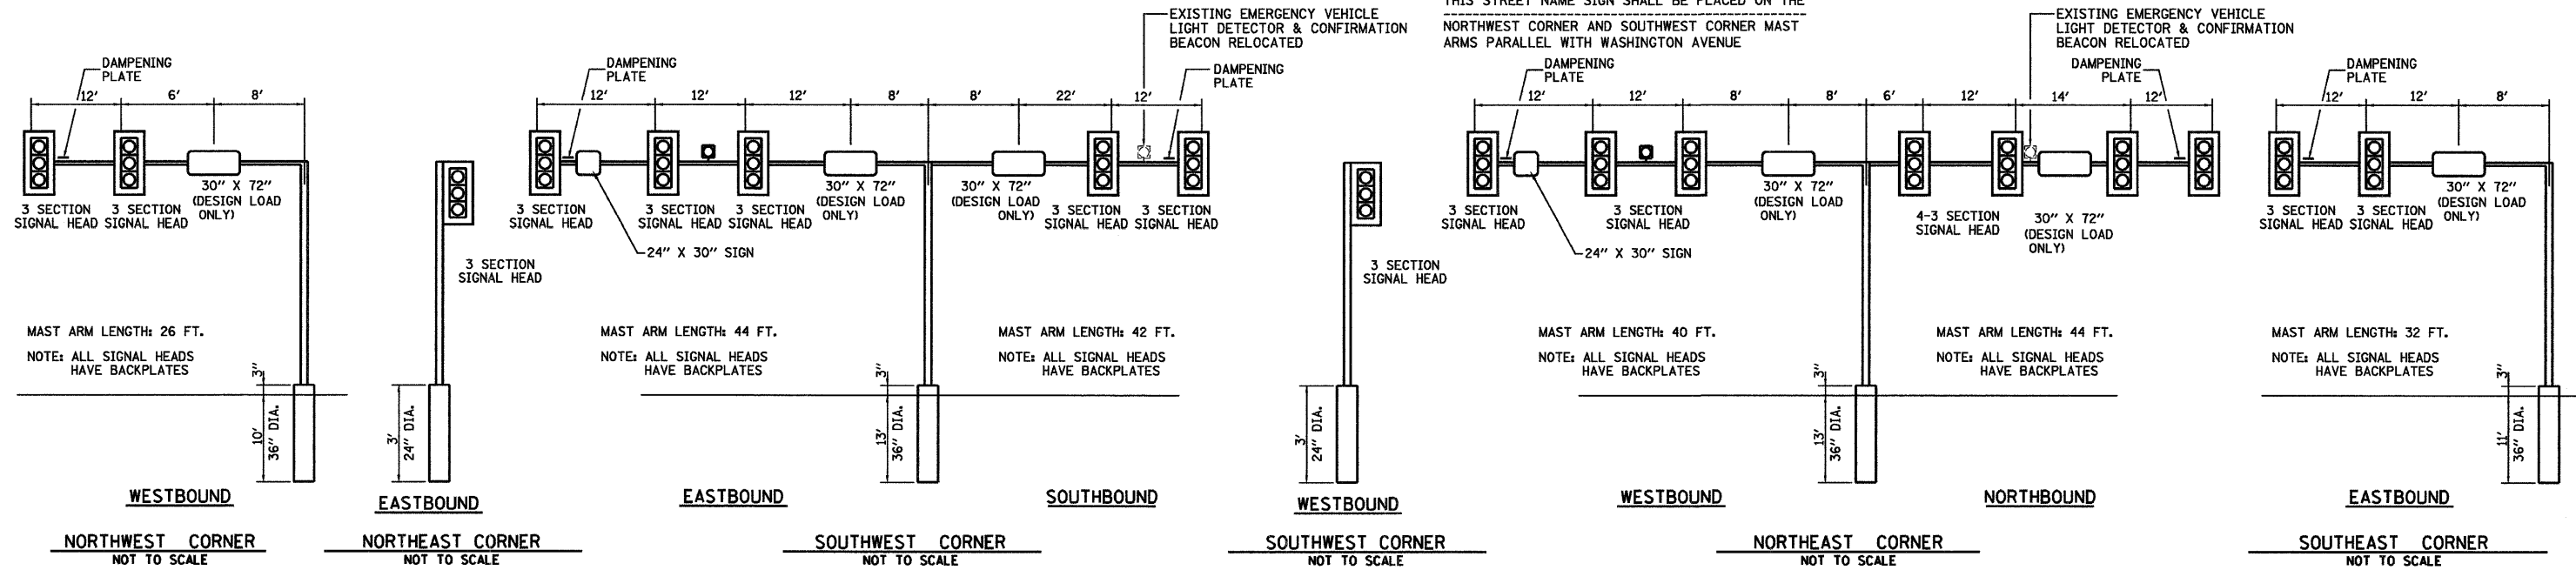 DAMPENING
PLATE
12'
6'
8'
30" X 72"
(DESIGN LOAD
ONLY)
3 SECTION
SIGNAL HEAD
3 SECTION
SIGNAL HEAD
MAST ARM LENGTH: 26 FT.
NOTE: ALL SIGNAL HEADS
HAVE BACKPLATES
3"
10'
36" DIA.
WESTBOUND
NORTHWEST CORNER
NOT TO SCALE
3 SECTION
SIGNAL HEAD
3'
24" DIA.
EASTBOUND
NORTHEAST CORNER
NOT TO SCALE
DAMPENING
PLATE
EXISTING EMERGENCY VEHICLE
LIGHT DETECTOR & CONFIRMATION
BEACON RELOCATED
DAMPENING
PLATE
12'
12'
12'
8'
8'
22'
12'
3 SECTION
SIGNAL HEAD
3 SECTION
SIGNAL HEAD
3 SECTION
SIGNAL HEAD
30" X 72"
(DESIGN LOAD
ONLY)
30" X 72"
(DESIGN LOAD
ONLY)
3 SECTION
SIGNAL HEAD
3 SECTION
SIGNAL HEAD
24" X 30" SIGN
MAST ARM LENGTH: 44 FT.
NOTE: ALL SIGNAL HEADS
HAVE BACKPLATES
MAST ARM LENGTH: 42 FT.
NOTE: ALL SIGNAL HEADS
HAVE BACKPLATES
3"
13'
36" DIA.
EASTBOUND
SOUTHBOUND
SOUTHWEST CORNER
NOT TO SCALE
3 SECTION
SIGNAL HEAD
3'
24" DIA.
WESTBOUND
SOUTHWEST CORNER
NOT TO SCALE
THIS STREET NAME SIGN SHALL BE PLACED ON THE
NORTHWEST CORNER AND SOUTHWEST CORNER MAST
ARMS PARALLEL WITH WASHINGTON AVENUE
DAMPENING
PLATE
EXISTING EMERGENCY VEHICLE
LIGHT DETECTOR & CONFIRMATION
BEACON RELOCATED
DAMPENING
PLATE
12'
12'
8'
8'
6'
12'
14'
12'
3 SECTION
SIGNAL HEAD
3 SECTION
SIGNAL HEAD
30" X 72"
(DESIGN LOAD
ONLY)
4-3 SECTION
SIGNAL HEAD
30" X 72"
(DESIGN LOAD
ONLY)
24" X 30" SIGN
MAST ARM LENGTH: 40 FT.
NOTE: ALL SIGNAL HEADS
HAVE BACKPLATES
MAST ARM LENGTH: 44 FT.
NOTE: ALL SIGNAL HEADS
HAVE BACKPLATES
3"
13'
36" DIA.
WESTBOUND
NORTHBOUND
NORTHEAST CORNER
NOT TO SCALE
DAMPENING
PLATE
12'
12'
8'
3 SECTION
SIGNAL HEAD
3 SECTION
SIGNAL HEAD
30" X 72"
(DESIGN LOAD
ONLY)
MAST ARM LENGTH: 32 FT.
NOTE: ALL SIGNAL HEADS
HAVE BACKPLATES
3"
11'
36" DIA.
EASTBOUND
SOUTHEAST CORNER
NOT TO SCALE